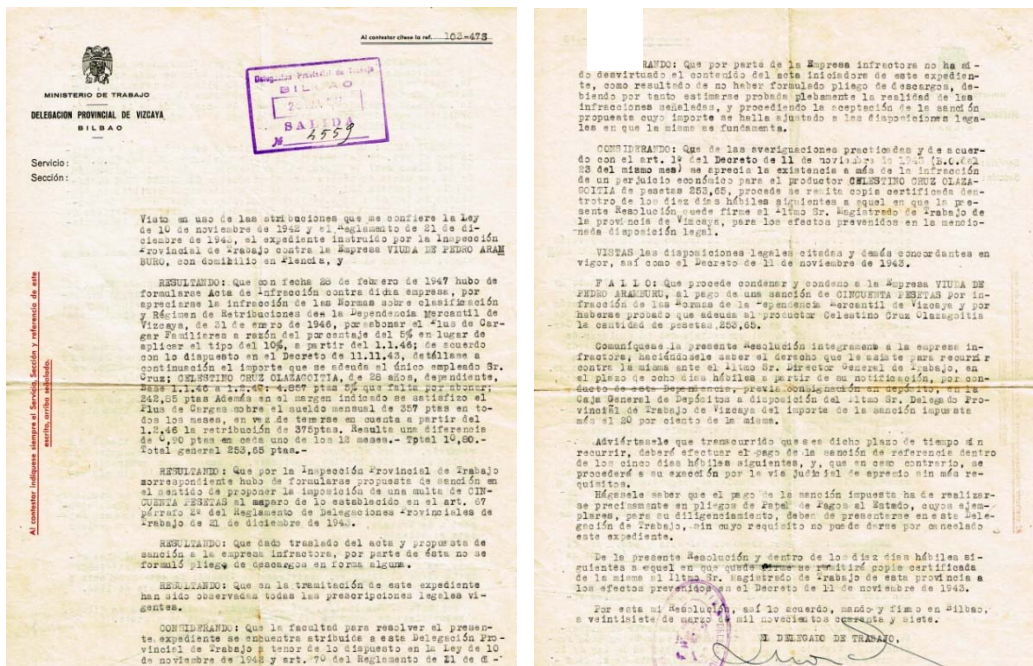 Al contestar cítese la ref. 103-473
MINISTERIO DE TRABAJO
DELEGACIÓN PROVINCIAL DE VIZCAYA
BILBAO
Delegación Provincial de Trabajo
BILBAO
SALIDA
Nº 2559
Servicio:
Sección:
Al contestar indíquese siempre el Servicio, Sección y referencia de este
escrito, arriba señalado.
Visto en uso de las atribuciones que me confiere la Ley
de 10 de noviembre de 1942 y el Reglamento de 21 de di-
ciembre de 1943, el expediente instruido por la Inspección
Provincial de Trabajo contra la Empresa VIUDA DE PEDRO ARAM
BURO, con domicilio en Plencia, y
RESULTANDO: Que con fecha 28 de febrero de 1947 hubo de
formularse Acta de Infracción contra dicha empresa, por
apreciarse la infracción de las Normas sobre clasificación
y Régimen de Retribuciones dea la Dependencia Mercantil de
Vizcaya, de 31 de enero de 1946, porabonar el Plus de Car-
gar Familiares a razón del porcentaje del 5% en lugar de
aplicar el tipo del 10%, a partir del 1.1.46; de acuerdo
con lo dispuesto en el Decreto de 11.11.43, detállase a
continuación el importe que se adeuda al único empleado Sr.
Cruz: CELESTINO CRUZ OLAZAGOITIA, de 28 años, dependiente,
Base 1.1.46 a 1.2.47: 4.857 ptas 5% que falta por abonar,
242,85 ptas Además en el margen indicado se satisfizo el
Plus de Cargas sobre el sueldo mensual de 357 ptas en to-
dos los meses, en vez de tenerse en cuenta a partir del
1.2.46 la retribución de 375ptas. Resulta una diferencia
de 0,90 ptas en cada uno de los 12 meses.- Total 10,80.-
Total general 253,65 ptas.-
RESULTANDO: Que por la Inspección Provincial de Trabajo
correspondiente hubo de formularse propuesta de sanción en
el sentido de proponer la imposición de una multa de CIN-
CUENTA PESETAS al amparo de lo establecido en el art. 67
párrafo 2º del Reglamento de Delegaciones Provinciales de
Trabajo de 21 de diciembre de 1943.
RESULTANDO: Que dado traslado del acta y propuesta de
sanción a la empresa infractora, por parte de ésta no se
formuló pliego de descargos en forma alguna.
RESULTANDO: Que en la tramitación de este expediente
han sido observadas todas las prescripciones legales vi-
gentes.
CONSIDERANDO: Que la facultad para resolver el presen-
te expediente se encuentra atribuida a esta Delegación Pro-
vincial de Trabajo a tenor de lo dispuesto en la Ley de 10
de noviembre de 1942 y art. 79 del Reglamento de 21 de di-
RANDO: Que por parte de la Empresa infractora no ha si-
do desvirtuado el contenido del acta iniciadora de este expedien-
te, como resultado de no haber formulado pliego de descargos, de-
biendo por tanto estimarse probada plebamente la realidad de las
infracciones señaladas, y procediendo la aceptación de la sanción
propuesta cuyo importe se halla ajustado a las disposiciones lega-
les en que la misma se fundamenta.
CONSIDERANDO: Que de las averiguaciones practicadas y de acuer-
do con el art. 1º del Decreto de 11 de noviembre de 1943 (B.O.del
23 del mismo mes) se aprecia la existencia a más de la infracción
de un perjuicio económico para el productor CELESTINO CRUZ OLAZA-
GOITIA de pesetas 253,65, procede se remita copia certificada den-
trotro de los diez días hábiles siguientes a aquel en que la pre-
sente Resolución quede firme al Iltmo Sr. Magistrado de Trabajo de
la provincia de Vizcaya, para los efectos prevenidos en la mencio-
nada disposición legal.
VISTAS las disposiciones legales citadas y demás concordantes en
vigor, así como el Decreto de 11 de noviembre de 1943.
F A L L O: Que procede condenar y condeno a la Empresa VIUDA DE
PEDRO ARAMBURO, al pago de una sanción de CINCUENTA PESETAS por in-
fracción de las Normas de la Dependencia Mercantil de Vizcaya y por
haberse probado que adeuda al productor Celestino Cruz Olazagoitia
la cantidad de pesetas,253,65.
Comuníquese la presente Resolución íntegramente a la empresa in-
fractora, haciéndosele saber el derecho que le asiste para recurrir
contra la misma ante el Iltmo Sr. Director General de Trabajo, en
el plazo de ocho días hábiles a partir de su notificación, por con-
ducto de esta Dependencia, previa consignación en depósito, en la
Caja General de Depósitos a disposición del Iltmo Sr. Delegado Pro-
vincial de Trabajo de Vizcaya del importe de la sanción impuesta
más el 20 por ciento de la misma.
Adviértasele que transcurrido que sea dicho plazo de tiempo sin
recurrir, deberá efectuar el pago de la sanción de referencia dentro
de los cinco días hábiles siguientes, y, que en caso contrario, se
procederá a su exacción por la vía judicial de apremio sin más re-
quisitos.
Hágasele saber que el pago de la sanción impuesta ha de realizar-
se precisamente en pliegos de Papel de Pagos al Estado, cuyos ejem-
plares, para su diligenciamiento, deben de presentarse en esta Dele-
gación de Trabajo, sin cuyo requisito no puede darse por cancelado
este expediente.
De la presente Resolución y dentro de los diez días hábiles si-
guientes a aquel en que quede firme se remitirá copia certificada
de la misma al Iltmo Sr. Magistrado de Trabajo de esta provincia a
los efectos prevenidos en el Decreto de 11 de noviembre de 1943.
Por esta mi Resolución, así lo acuerdo, mando y firmo en Bilbao,
a veintisiete de marzo de mil novecientos cuarenta y siete.
EL DELEGADO DE TRABAJO,